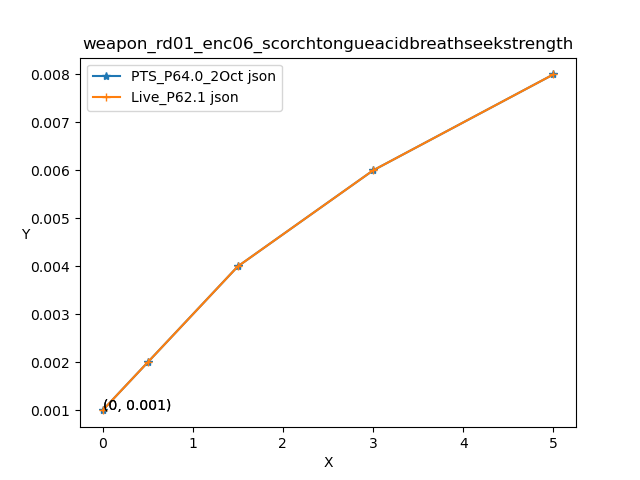 weapon_rd01_enc06_scorchtongueacidbreathseekstrength
PTS_P64.0_2Oct json
Live_P62.1 json
0.008
0.007
0.006
0.005
Y
0.004
0.003
0.002
0.001
(0, 0.001)
0 1 2 3 4 5
X